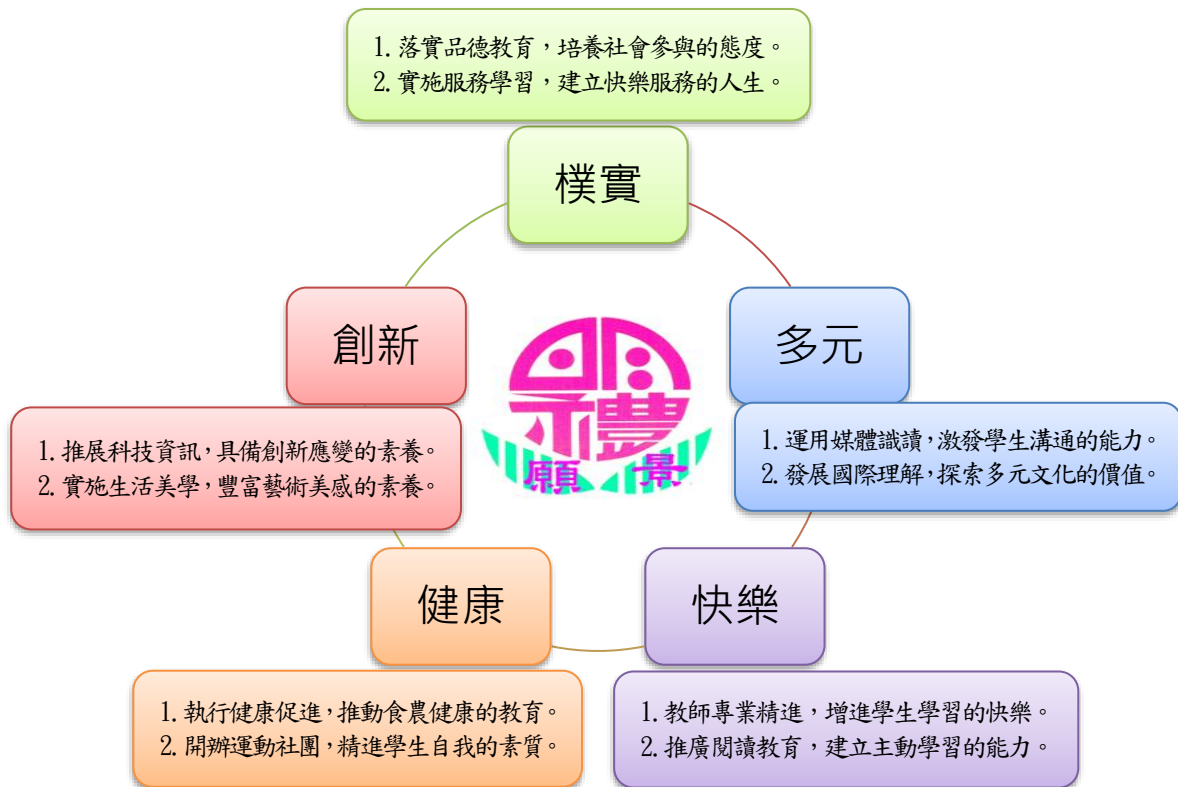 1. 落實品德教育，培養社會參與的態度。
2. 實施服務學習，建立快樂服務的人生。
樸實
創新
多元
明禮
願景
1. 推展科技資訊，具備創新應變的素養。
2. 實施生活美學，豐富藝術美感的素養。
1. 運用媒體識讀，激發學生溝通的能力。
2. 發展國際理解，探索多元文化的價值。
健康
快樂
1. 執行健康促進，推動食農健康的教育。
2. 開辦運動社團，精進學生自我的素質。
1. 教師專業精進，增進學生學習的快樂。
2. 推廣閱讀教育，建立主動學習的能力。